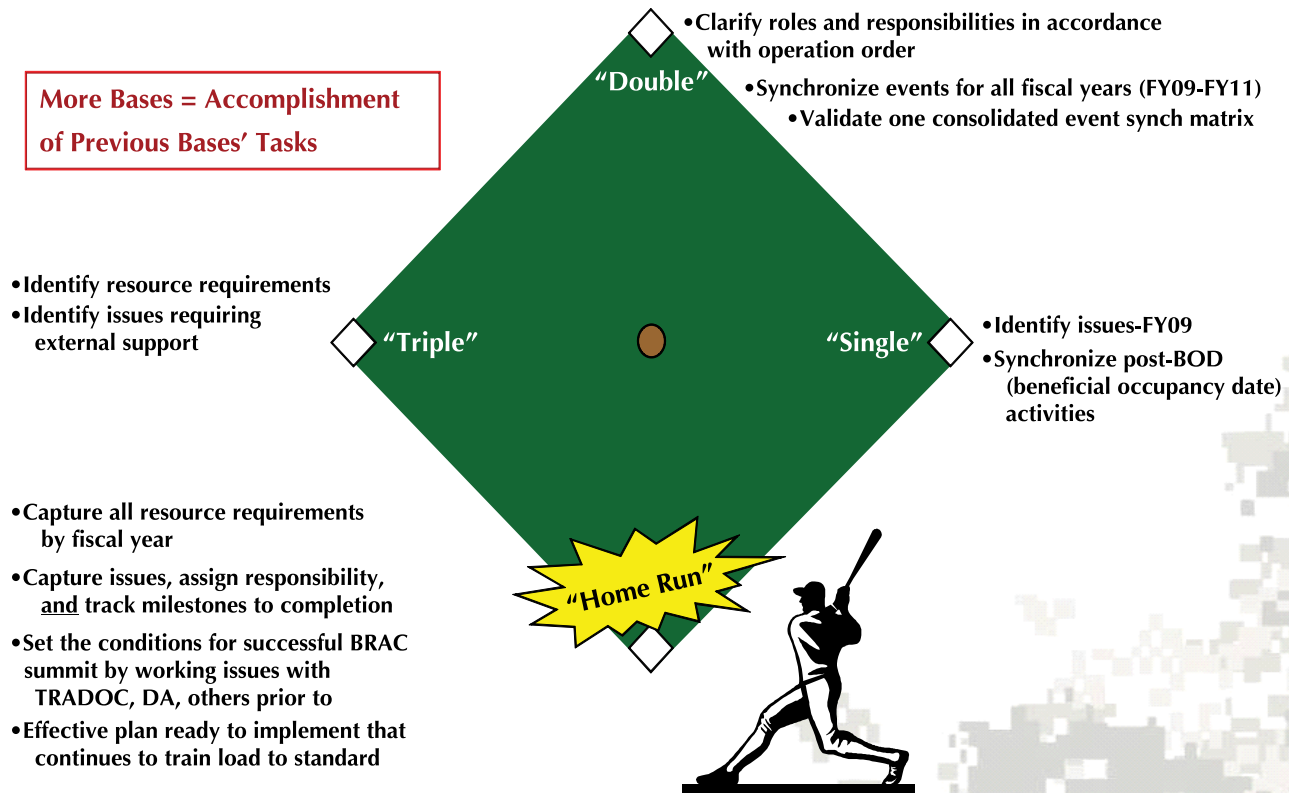 More Bases = Accomplishment
of Previous Bases' Tasks
"Double"
•Clarify roles and responsibilities in accordance
with operation order
•Synchronize events for all fiscal years (FY09-FY11)
•Validate one consolidated event synch matrix
•Identify resource requirements
•Identify issues requiring
external support
"Triple"
"Single"
•Identify issues-FY09
•Synchronize post-BOD
(beneficial occupancy date)
activities
•Capture all resource requirements
by fiscal year
•Capture issues, assign responsibility,
and track milestones to completion
•Set the conditions for successful BRAC
summit by working issues with
TRADOC, DA, others prior to
•Effective plan ready to implement that
continues to train load to standard
"Home Run"